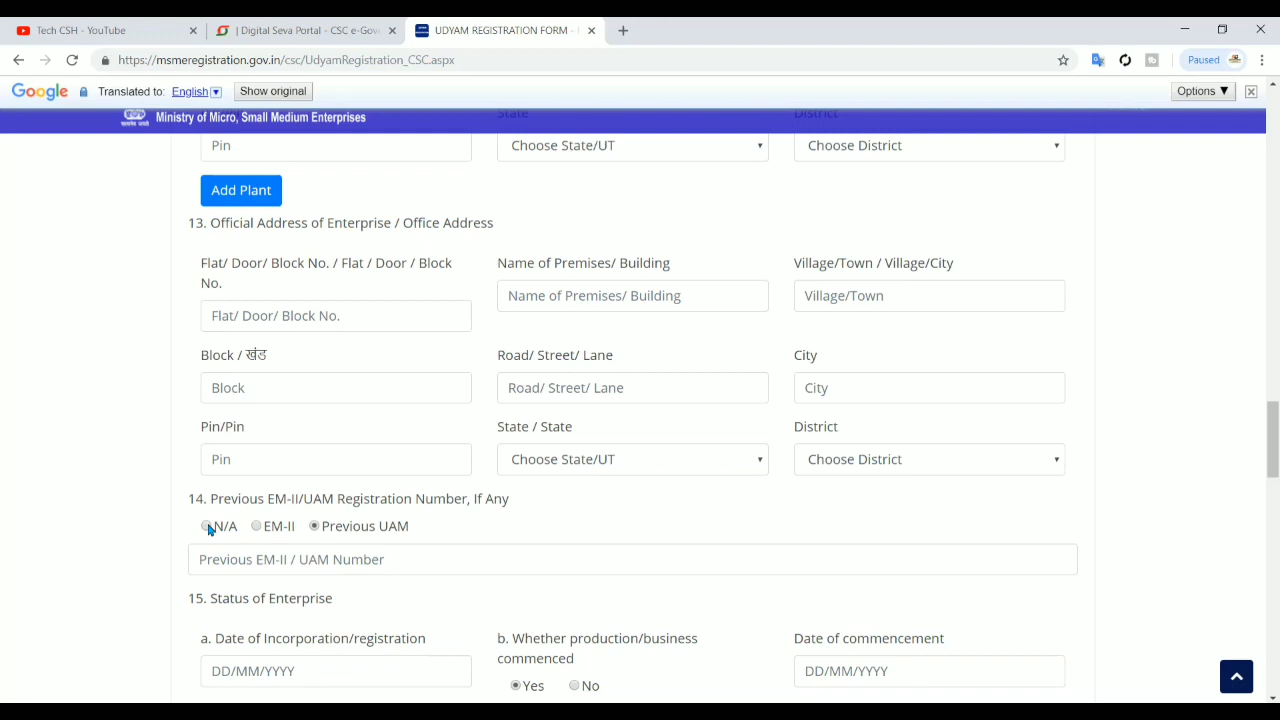 Tech CSH - YouTube
| Digital Seva Portal - CSC e-Gov
UDYAM REGISTRATION FORM -
https://msmeregistration.gov.in/csc/UdyamRegistration_CSC.aspx
Paused
Google Translated to: English Show original Options ▼
Ministry of Micro, Small Medium Enterprises
State District
Pin Choose State/UT Choose District
Add Plant
13. Official Address of Enterprise / Office Address
Flat/ Door/ Block No. / Flat / Door / Block No.
Name of Premises/ Building
Village/Town / Village/City
Flat/ Door/ Block No.
Name of Premises/ Building
Village/Town
Block / खंड Road/ Street/ Lane City
Block Road/ Street/ Lane City
Pin/Pin State / State District
Pin Choose State/UT Choose District
14. Previous EM-II/UAM Registration Number, If Any
N/A EM-II Previous UAM
Previous EM-II / UAM Number
15. Status of Enterprise
a. Date of Incorporation/registration
b. Whether production/business commenced
Date of commencement
DD/MM/YYYY
Yes No
DD/MM/YYYY